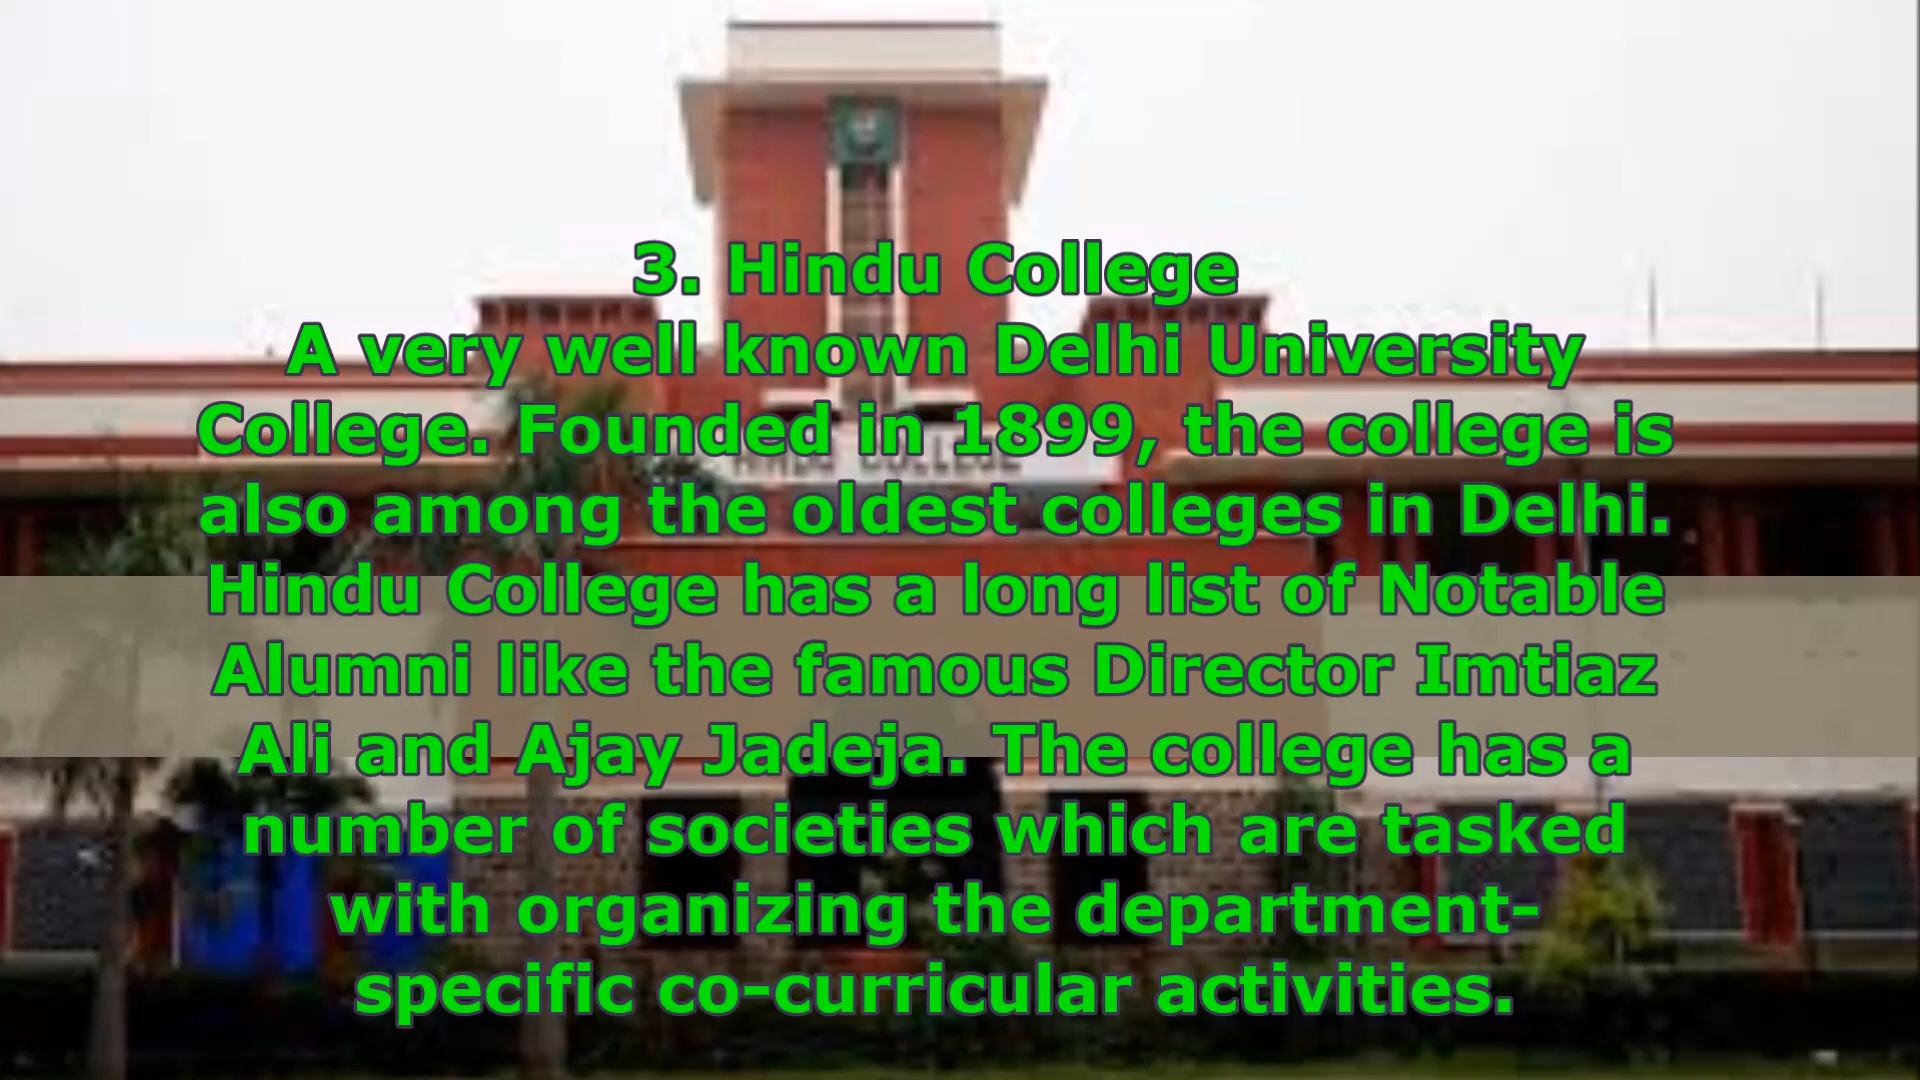 3. Hindu College
A very well known Delhi University
College. Founded in 1899, the college is
also among the oldest colleges in Delhi.
Hindu College has a long list of Notable
Alumni like the famous Director Imtiaz
Ali and Ajay Jadeja. The college has a
number of societies which are tasked
with organizing the department-
specific co-curricular activities.
HINDU COLLEGE